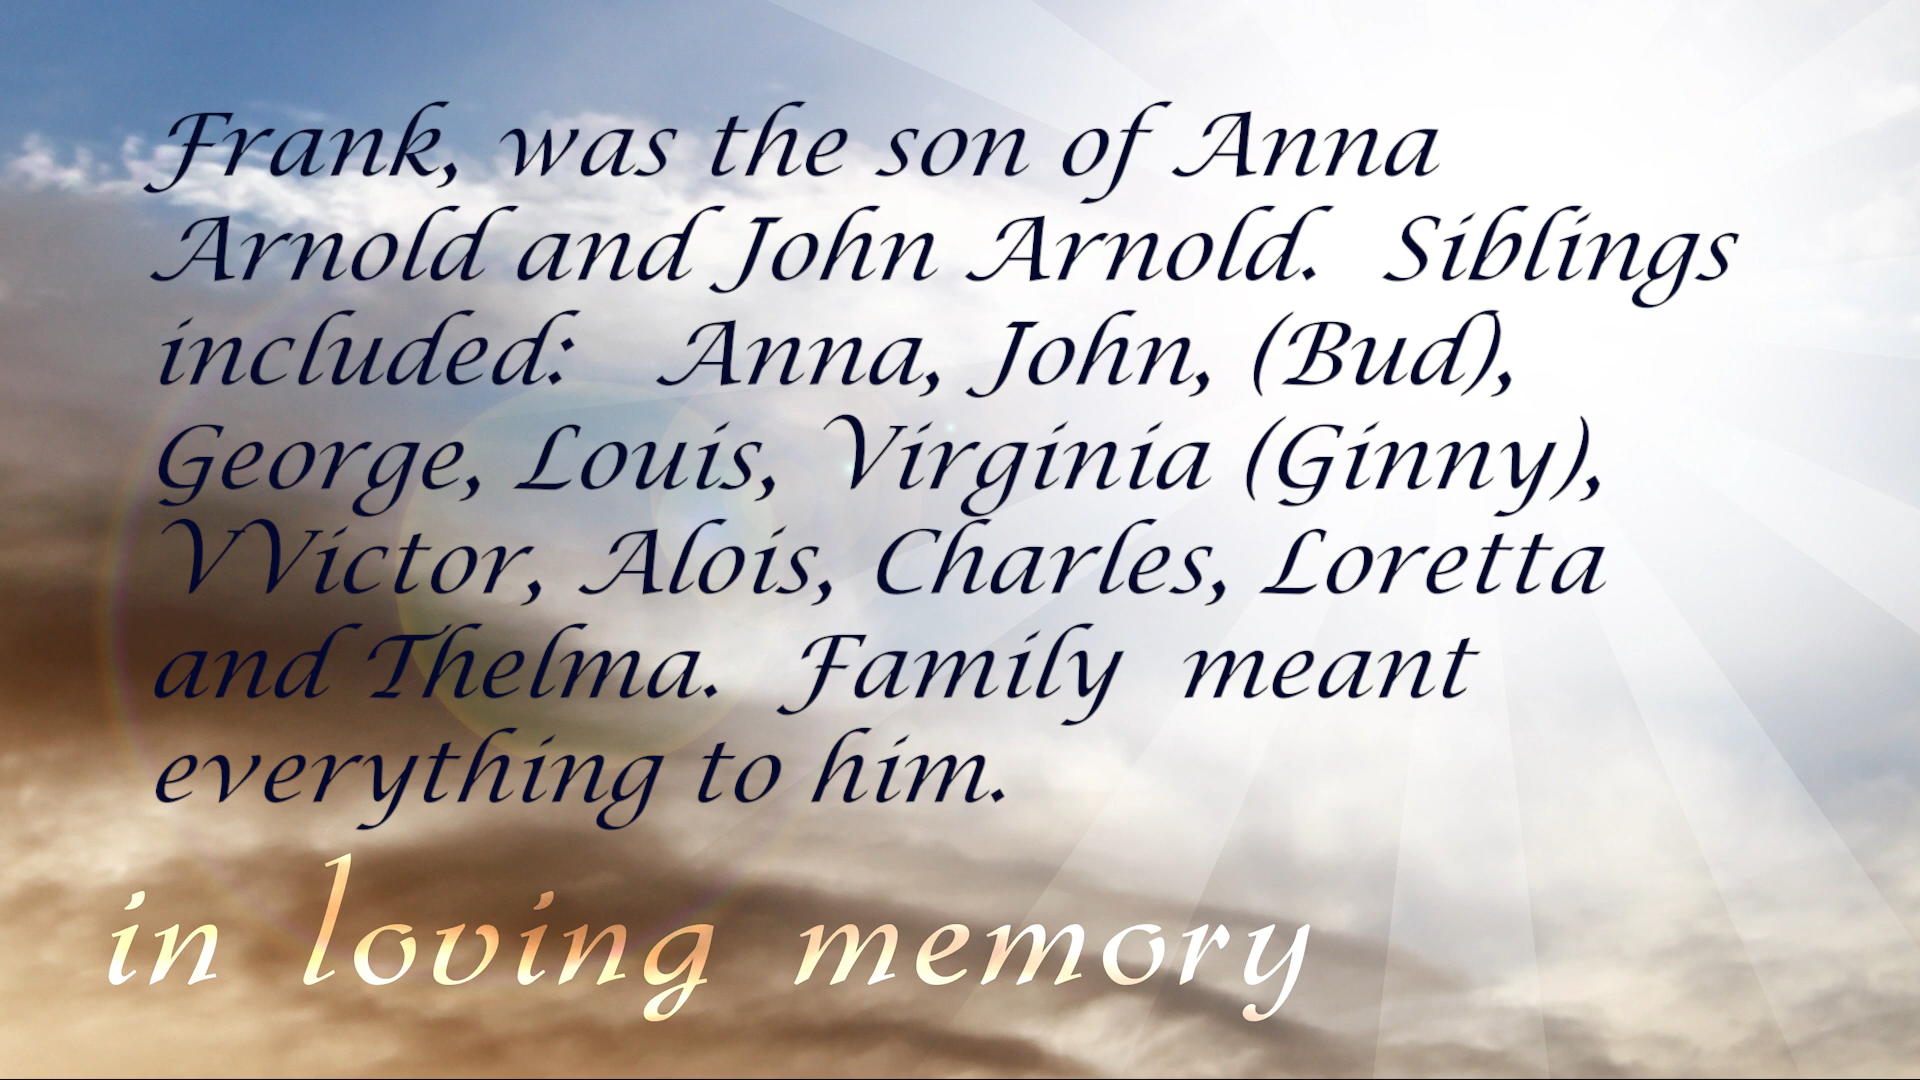 Frank, was the son of Anna
Arnold and John Arnold. Siblings
included: Anna, John, (Bud),
George, Louis, Virginia (Ginny),
VVictor, Alois, Charles, Loretta
and Thelma. Family meant
everything to him.
in loving memory